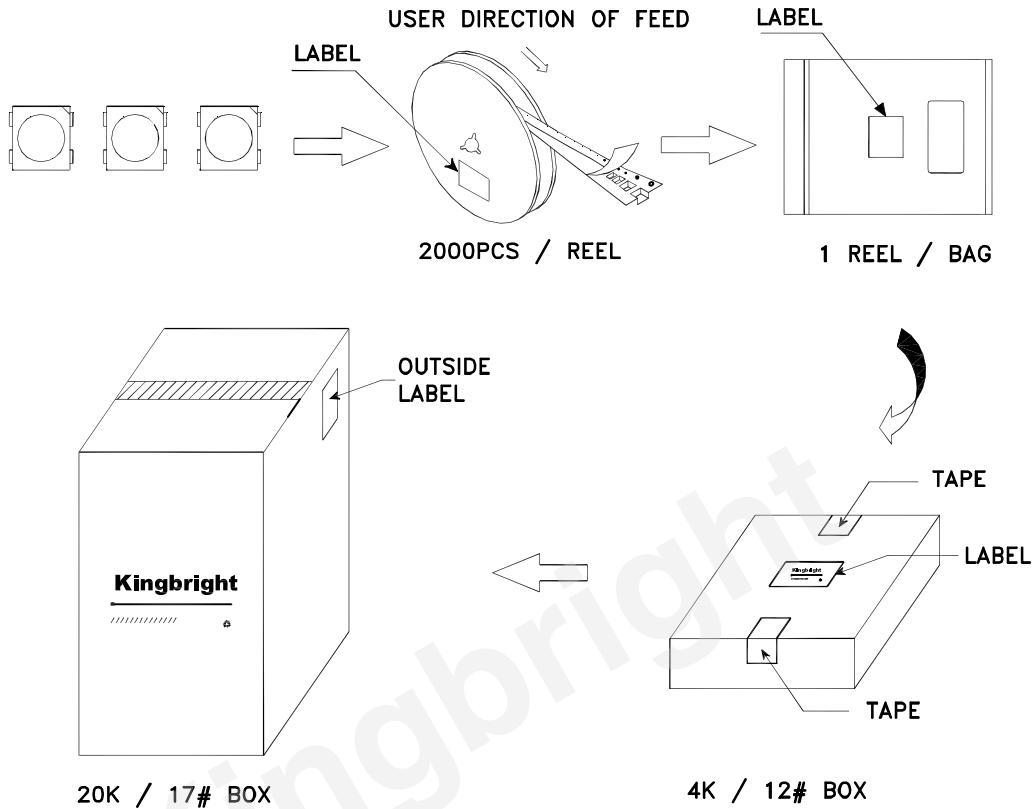 USER DIRECTION OF FEED
LABEL
LABEL
2000PCS / REEL
1 REEL / BAG
OUTSIDE
LABEL
TAPE
LABEL
Kingbright
Kingbright
TAPE
20K / 17# BOX
4K / 12# BOX
Kingbright